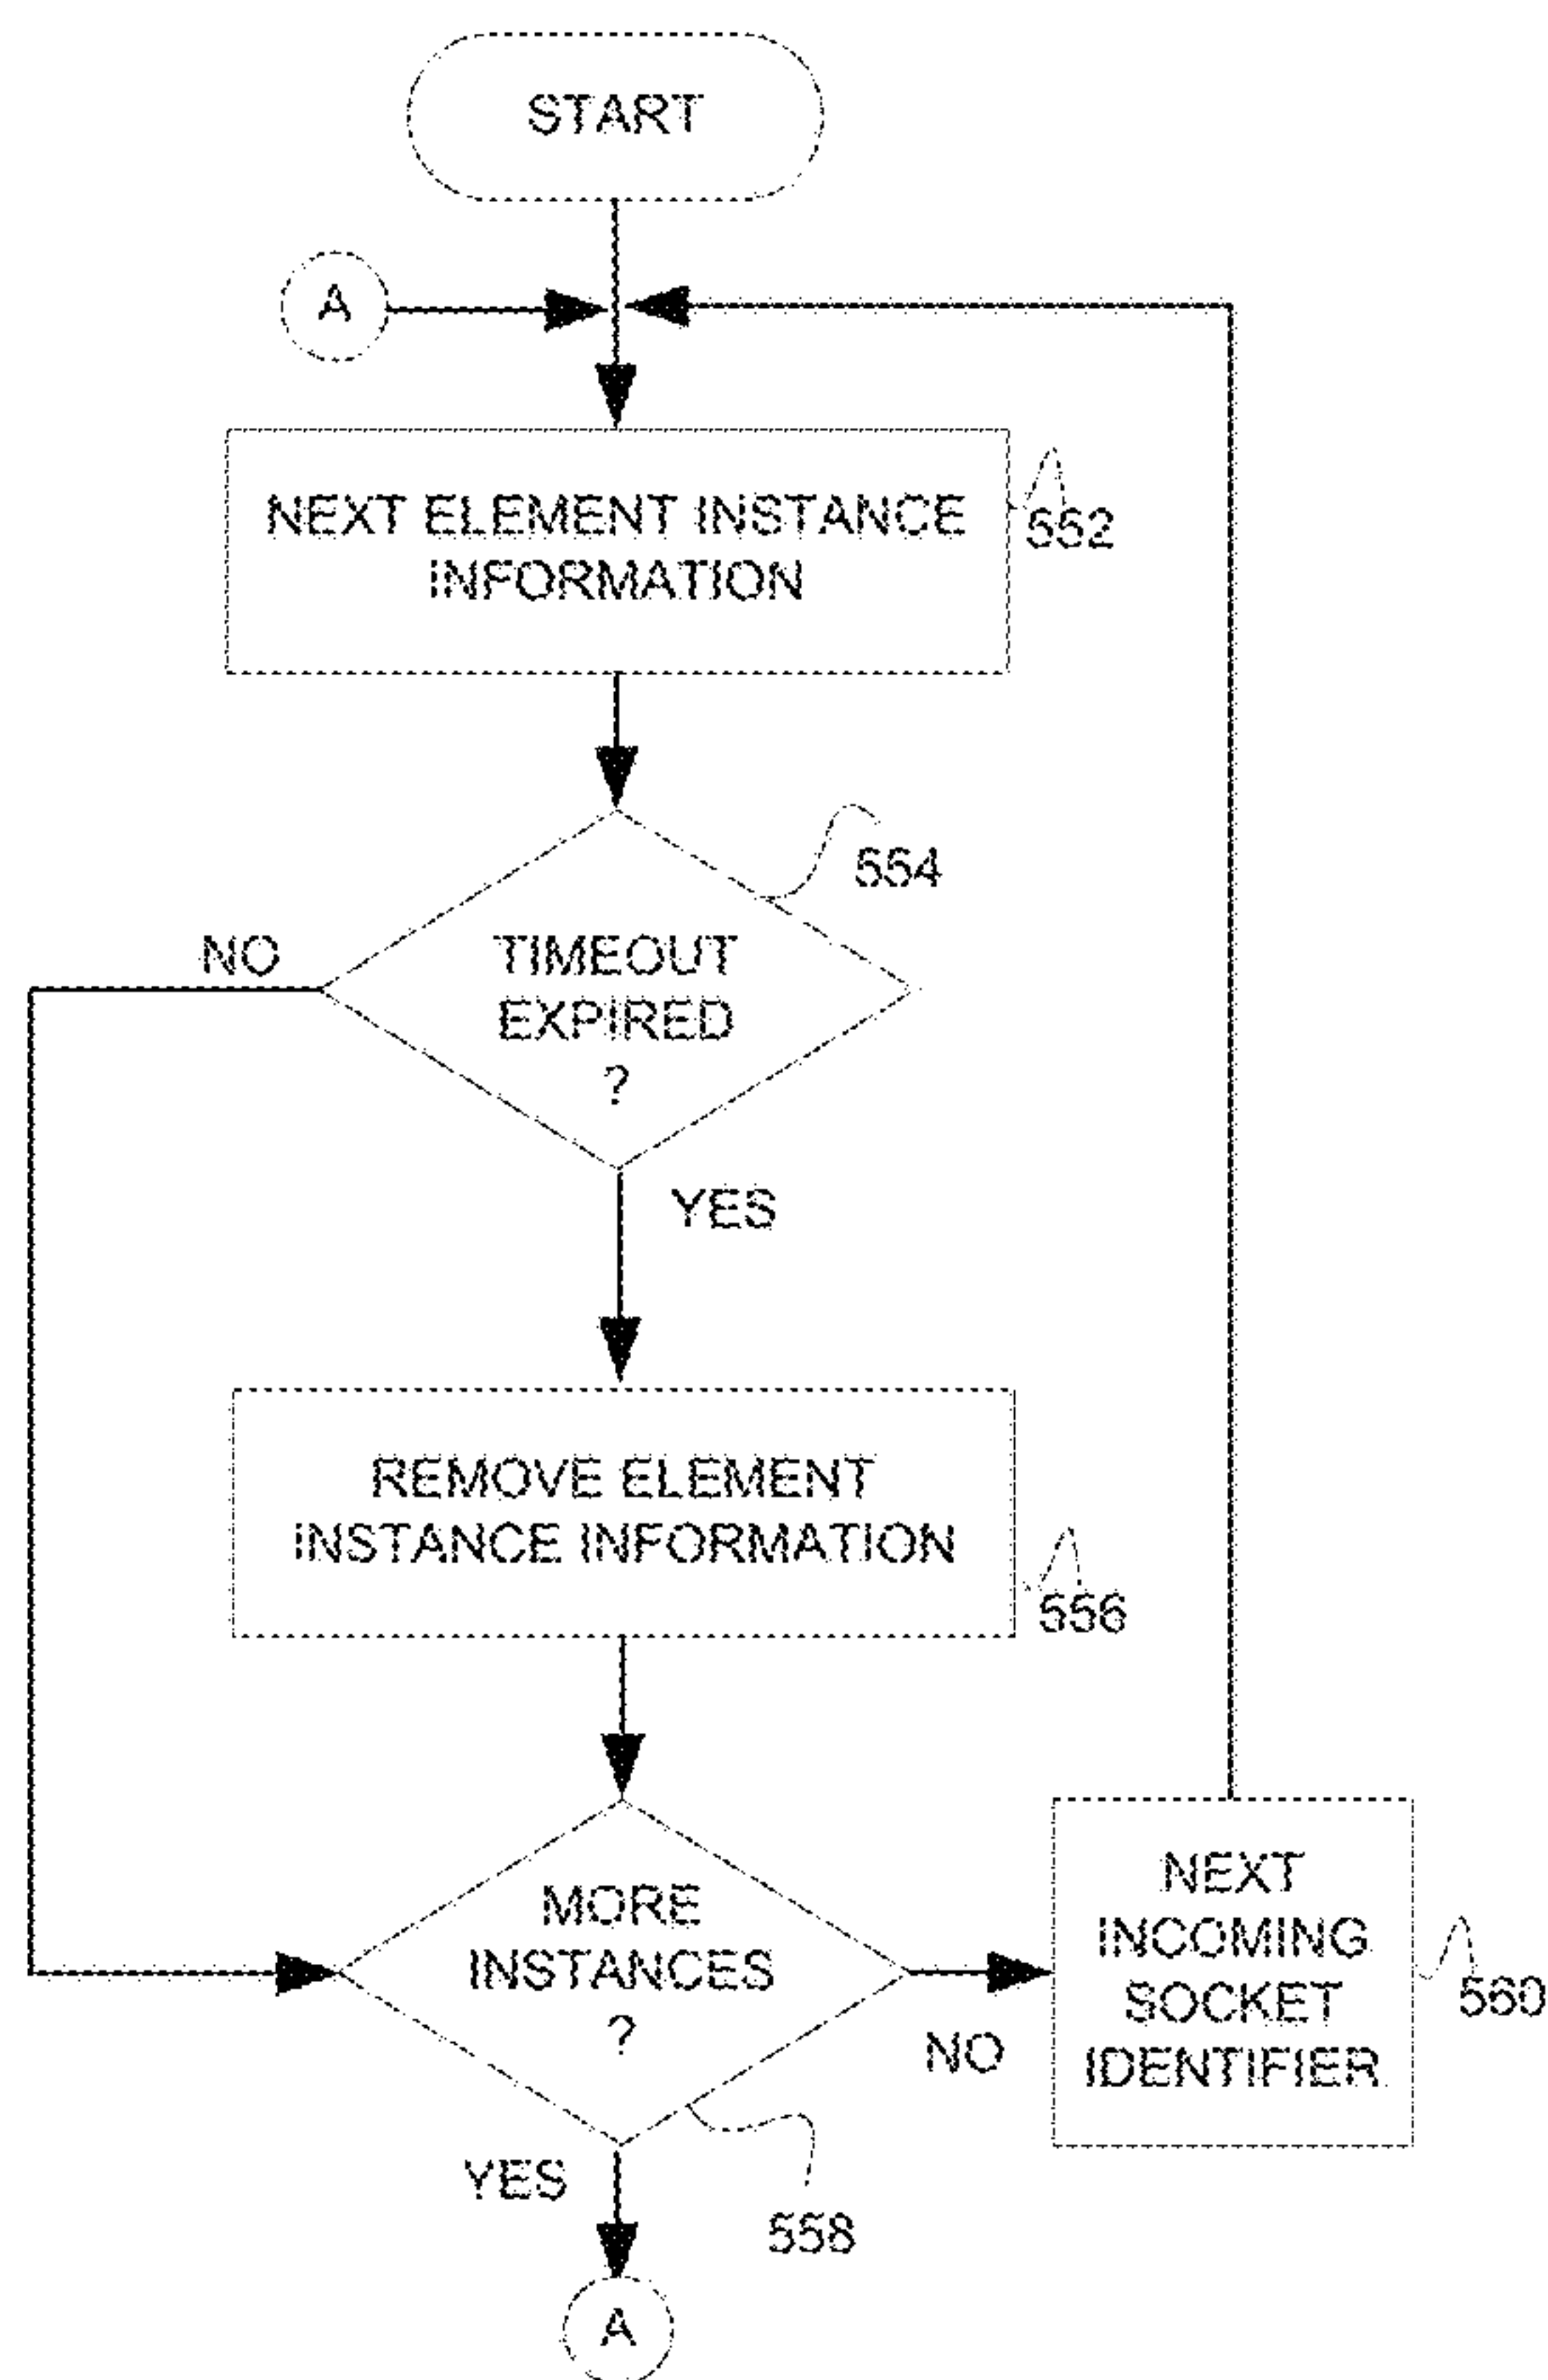 START
A
NEXT ELEMENT INSTANCE
INFORMATION
552
554
NO
TIMEOUT
EXPIRED
?
YES
REMOVE ELEMENT
INSTANCE INFORMATION
556
MORE
INSTANCES
?
NEXT
INCOMING
SOCKET
IDENTIFIER
560
NO
YES
558
A